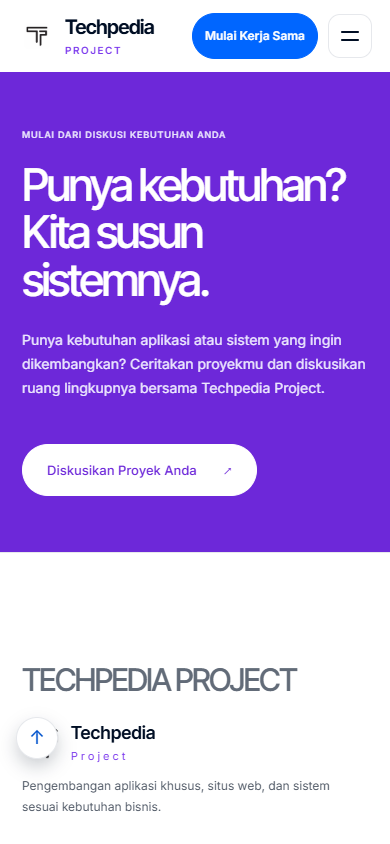 Techpedia
PROJECT
Mulai Kerja Sama
MULAI DARI DISKUSI KEBUTUHAN ANDA
Punya kebutuhan?
Kita susun
sistemnya.
Punya kebutuhan aplikasi atau sistem yang ingin
dikembangkan? Ceritakan proyekmu dan diskusikan
ruang lingkupnya bersama Techpedia Project.
Diskusikan Proyek Anda ↗
TECHPEDIA PROJECT
Techpedia
Project
Pengembangan aplikasi khusus, situs web, dan sistem
sesuai kebutuhan bisnis.